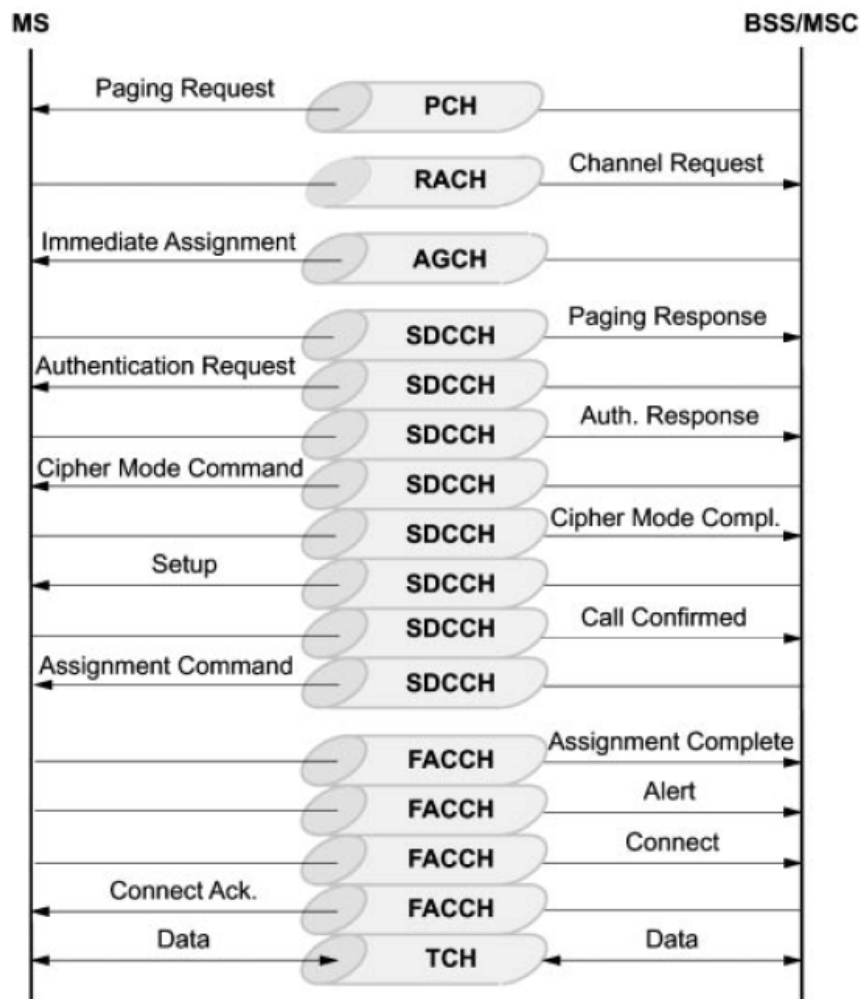 MS BSS/MSC
Paging Request PCH
RACH Channel Request
Immediate Assignment AGCH
SDCCH Paging Response
Authentication Request SDCCH
SDCCH Auth. Response
Cipher Mode Command SDCCH
SDCCH Cipher Mode Compl.
Setup SDCCH
SDCCH Call Confirmed
Assignment Command SDCCH
FACCH Assignment Complete
FACCH Alert
FACCH Connect
Connect Ack. FACCH
Data TCH Data